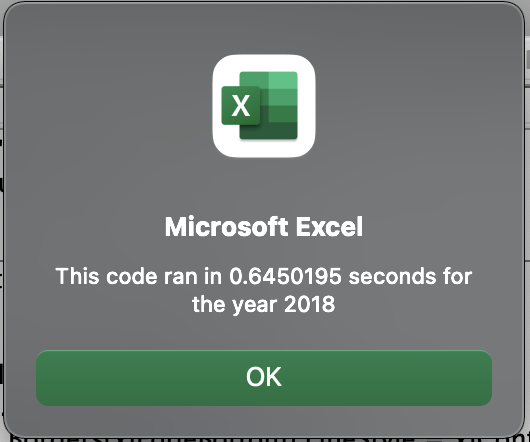 X
Microsoft Excel
This code ran in 0.6450195 seconds for
the year 2018
OK